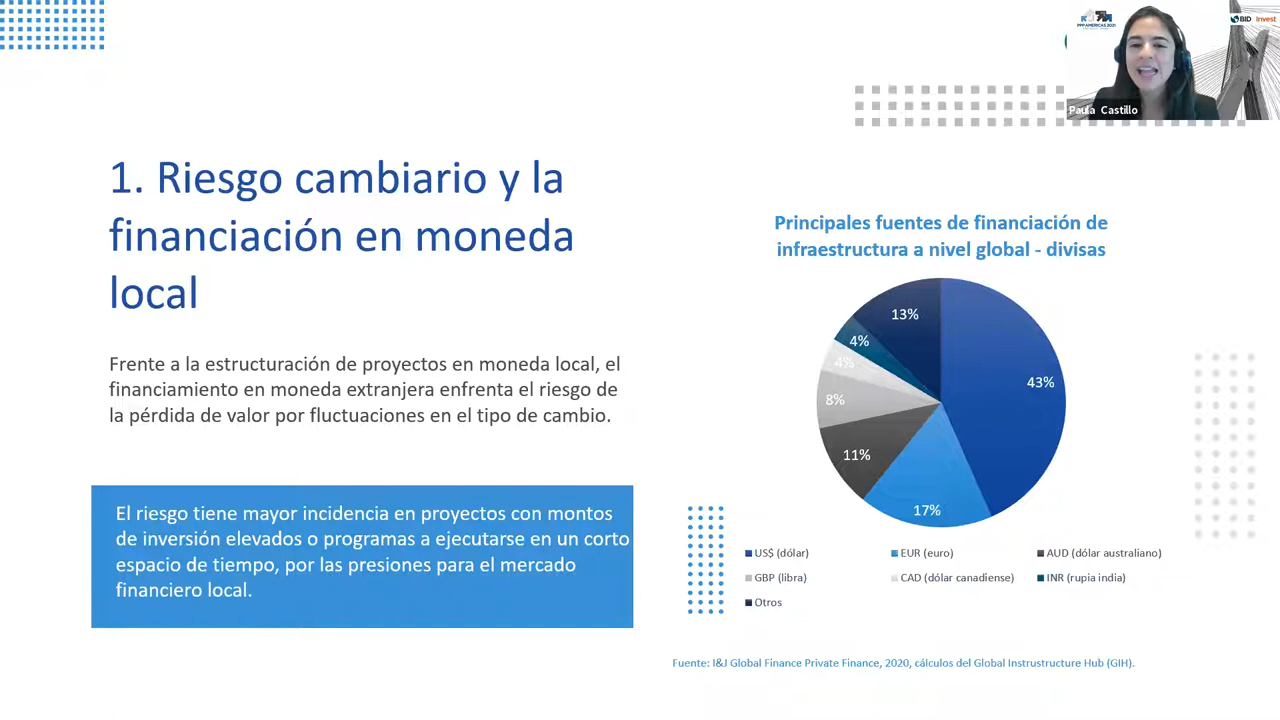 PPPAMERICAS 2021
BID Invest
Paula Castillo
1. Riesgo cambiario y la
financiación en moneda
local
Frente a la estructuración de proyectos en moneda local, el
financiamiento en moneda extranjera enfrenta el riesgo de
la pérdida de valor por fluctuaciones en el tipo de cambio.
El riesgo tiene mayor incidencia en proyectos con montos
de inversión elevados o programas a ejecutarse en un corto
espacio de tiempo, por las presiones para el mercado
financiero local.
Principales fuentes de financiación de
infraestructura a nivel global - divisas
13%
4%
4%
43%
8%
11%
17%
US$ (dólar)
EUR (euro)
AUD (dólar australiano)
GBP (libra)
CAD (dólar canadiense)
INR (rupia india)
Otros
Fuente: I&J Global Finance Private Finance, 2020, cálculos del Global Instrustructure Hub (GIH).